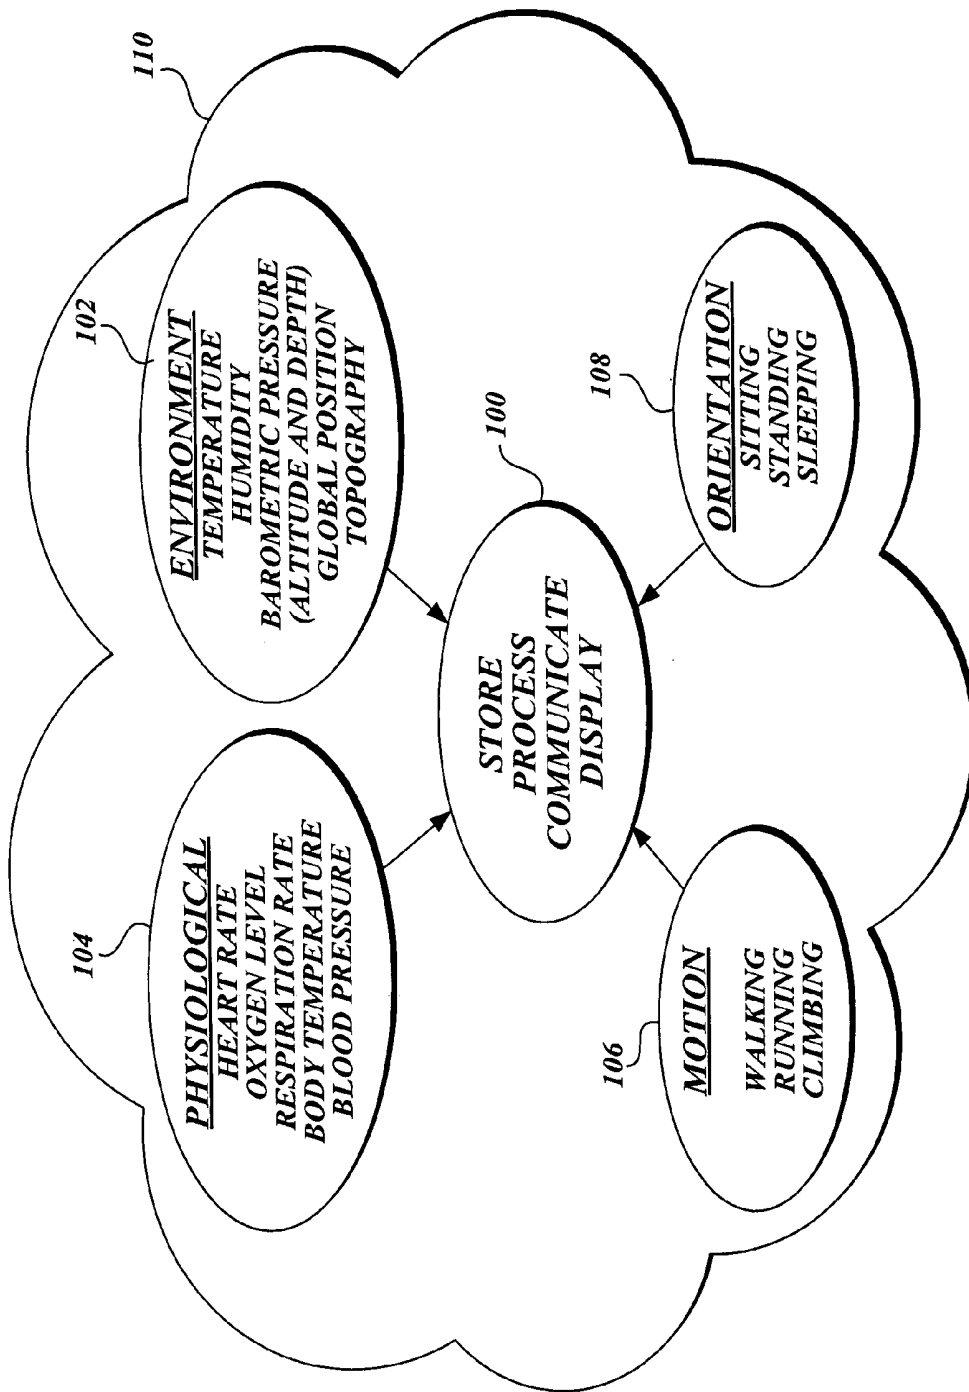 110
104
PHYSIOLOGICAL
HEART RATE
OXYGEN LEVEL
RESPIRATION RATE
BODY TEMPERATURE
BLOOD PRESSURE
102
ENVIRONMENT
TEMPERATURE
HUMIDITY
BAROMETRIC PRESSURE
(ALTITUDE AND DEPTH)
GLOBAL POSITION
TOPOGRAPHY
100
STORE
PROCESS
COMMUNICATE
DISPLAY
106
MOTION
WALKING
RUNNING
CLIMBING
108
ORIENTATION
SITTING
STANDING
SLEEPING